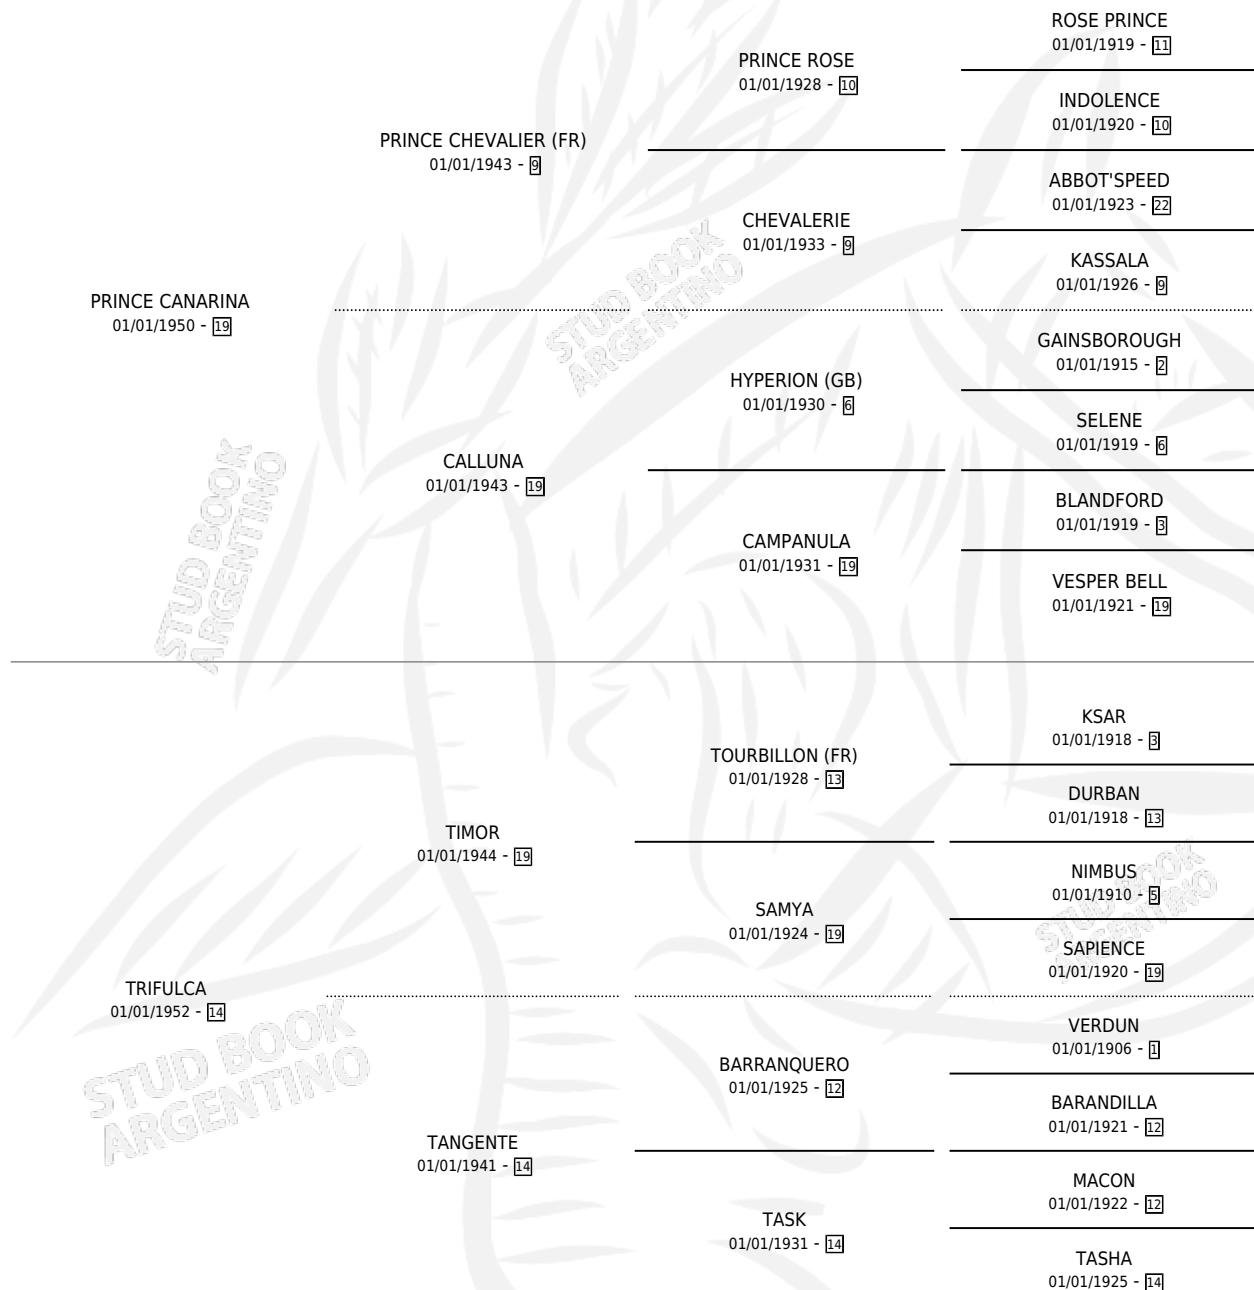 ROSE PRINCE
01/01/1919 - 11
PRINCE ROSE
01/01/1928 - 10
INDOLENCE
01/01/1920 - 10
PRINCE CHEVALIER (FR)
01/01/1943 - 9
ABBOT'SPEED
01/01/1923 - 22
CHEVALERIE
01/01/1933 - 9
KASSALA
01/01/1926 - 9
PRINCE CANARINA
01/01/1950 - 19
GAINSBOROUGH
01/01/1915 - 2
HYPERION (GB)
01/01/1930 - 6
SELENE
01/01/1919 - 6
CALLUNA
01/01/1943 - 19
BLANDFORD
01/01/1919 - 3
CAMPANULA
01/01/1931 - 19
VESPER BELL
01/01/1921 - 19
STUD BOOK
ARGENTINO
STUD BOOK
ARGENTINO
KSAR
01/01/1918 - 3
TOURBILLON (FR)
01/01/1928 - 13
DURBAN
01/01/1918 - 13
TIMOR
01/01/1944 - 19
NIMBUS
01/01/1910 - 5
SAMYA
01/01/1924 - 19
SAPIENCE
01/01/1920 - 19
TRIFULCA
01/01/1952 - 14
VERDUN
01/01/1906 - 1
BARRANQUERO
01/01/1925 - 12
BARANDILLA
01/01/1921 - 12
TANGENTE
01/01/1941 - 14
MACON
01/01/1922 - 12
TASK
01/01/1931 - 14
TASHA
01/01/1925 - 14
STUD BOOK
ARGENTINO
STUD BOOK
ARGENTINO